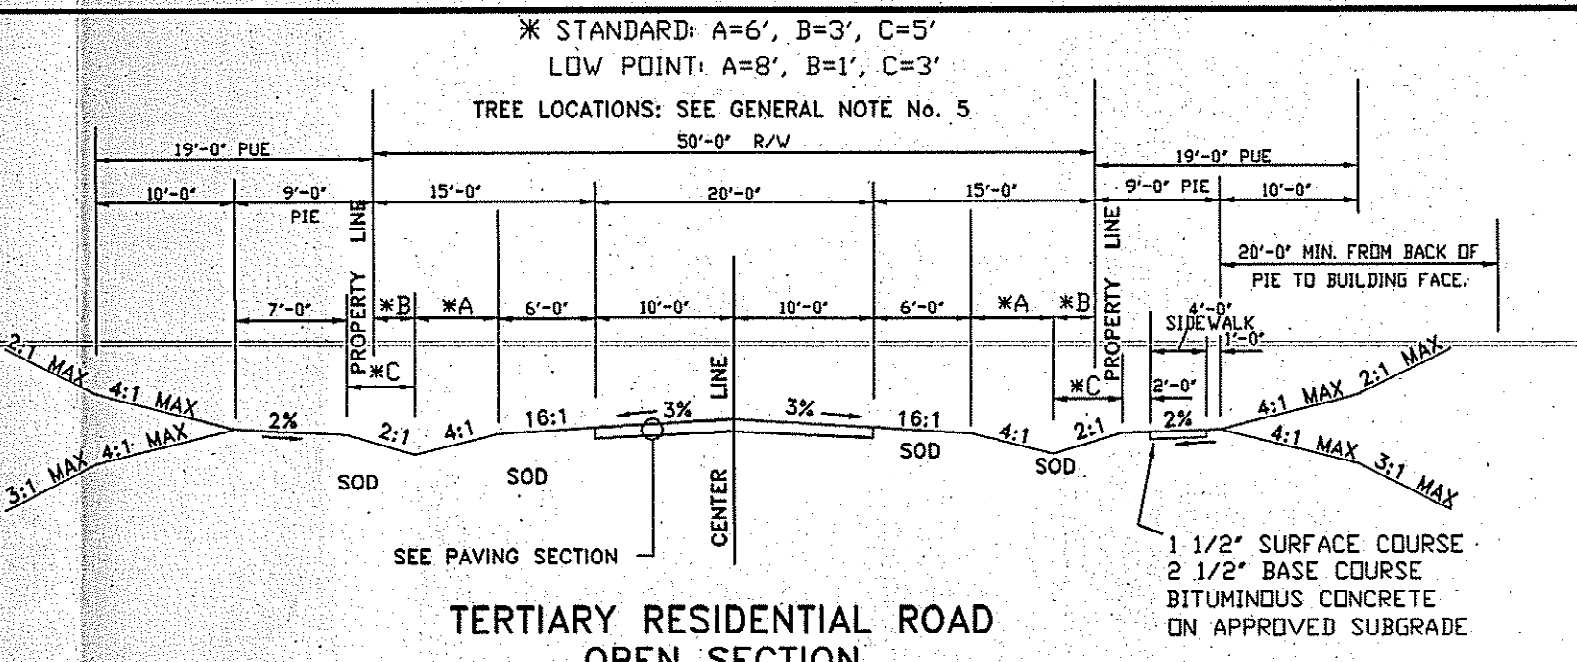 * STANDARD: A=6', B=3', C=5'
LOW POINT: A=8', B=1', C=3'
TREE LOCATIONS: SEE GENERAL NOTE No. 5
19'-0" PUE
50'-0" R/W
19'-0" PUE
10'-0"
9'-0"
PIE
15'-0"
20'-0"
15'-0"
9'-0" PIE
10'-0"
PROPERTY LINE
PROPERTY LINE
20'-0" MIN. FROM BACK OF
PIE TO BUILDING FACE.
7'-0"
*B
*A
6'-0"
10'-0"
10'-0"
6'-0"
*A
*B
4'-0"
SIDEWALK
1'-0"
*C
*C
2'-0"
CENTER LINE
2:1 MAX
4:1 MAX
2%
2:1
4:1
16:1
3%
3%
16:1
4:1
2:1
2%
4:1 MAX
2:1 MAX
3:1 MAX
4:1 MAX
4:1 MAX
3:1 MAX
SOD
SOD
SOD
SOD
SEE PAVING SECTION
1 1/2" SURFACE COURSE
2 1/2" BASE COURSE
BITUMINOUS CONCRETE
ON APPROVED SUBGRADE
TERTIARY RESIDENTIAL ROAD
OPEN SECTION